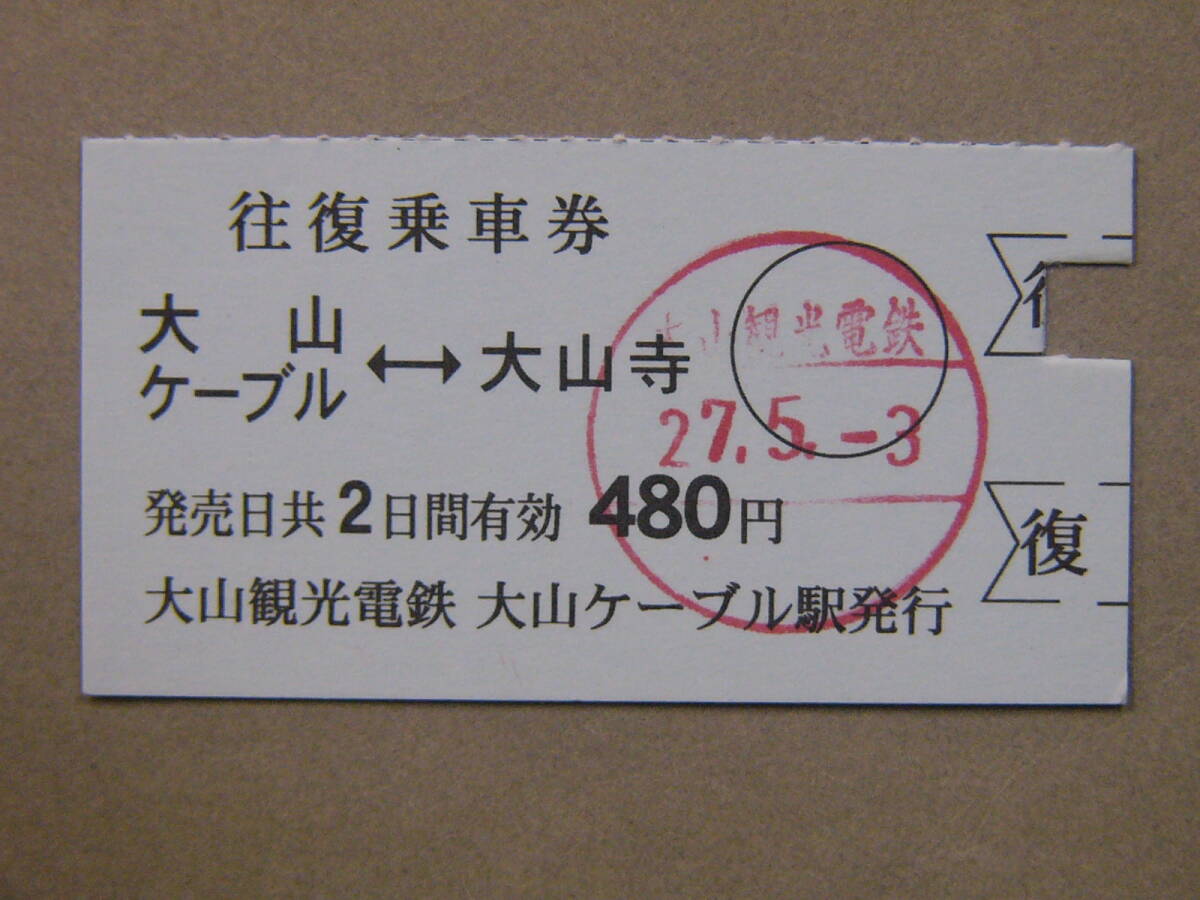 往復乗車券
大山
ケーブル ↔ 大山寺
発売日共2日間有効 480円
大山観光電鉄 大山ケーブル駅発行
大山観光電鉄
27.5.-3
復